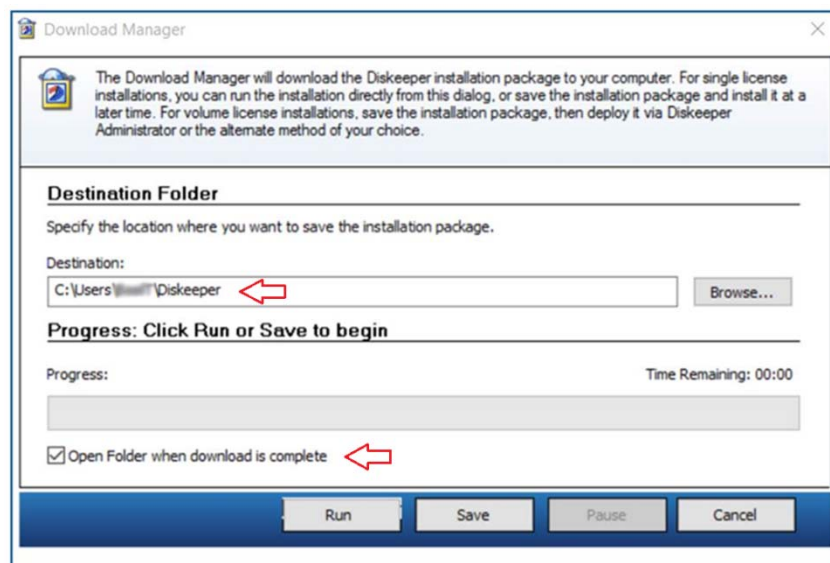 Download Manager
The Download Manager will download the Diskeeper installation package to your computer. For single license
installations, you can run the installation directly from this dialog, or save the installation package and install it at a
later time. For volume license installations, save the installation package, then deploy it via Diskeeper
Administrator or the alternate method of your choice.
Destination Folder
Specify the location where you want to save the installation package.
Destination:
C:\Users\ \Diskeeper
Browse...
Progress: Click Run or Save to begin
Progress:
Time Remaining: 00:00
Open Folder when download is complete
Run
Save
Pause
Cancel